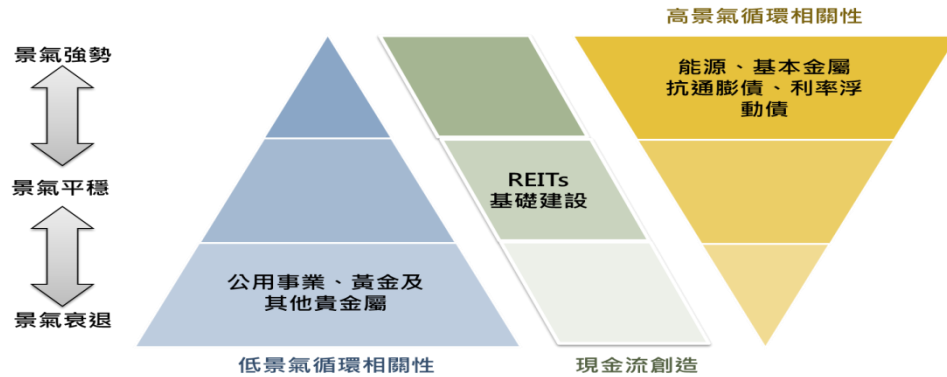 高景氣循環相關性
景氣強勢
能源、基本金屬
抗通膨債、利率浮
動債
景氣平穩
REITs
基礎建設
公用事業、黃金及
其他貴金屬
景氣衰退
低景氣循環相關性
現金流創造